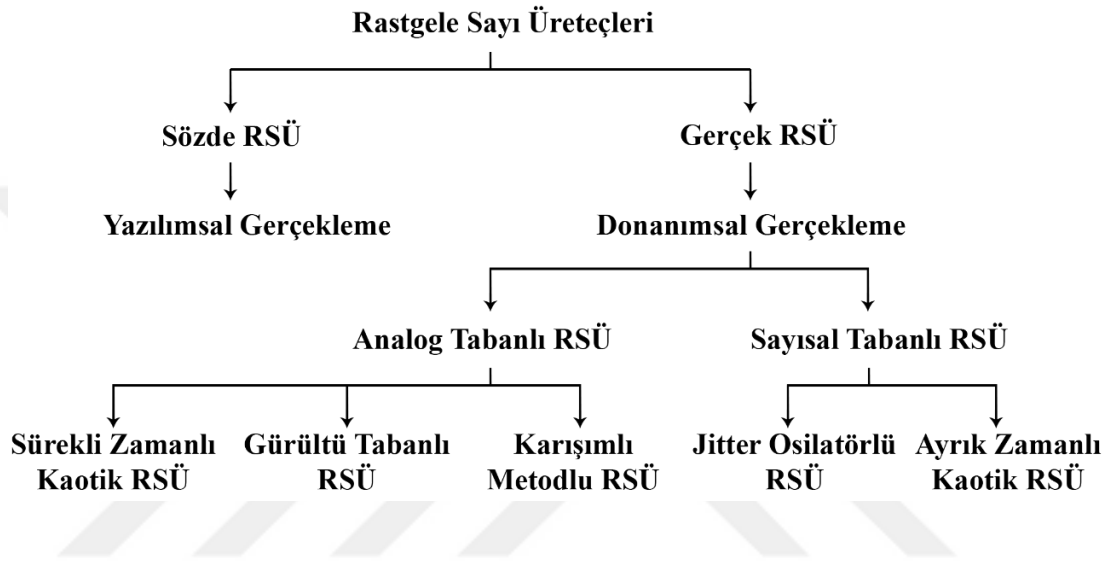 Rastgele Sayı Üreteçleri
Sözde RSÜ
Gerçek RSÜ
Yazılımsal Gerçekleme
Donanımsal Gerçekleme
Analog Tabanlı RSÜ
Sayısal Tabanlı RSÜ
Sürekli Zamanlı
Kaotik RSÜ
Gürültü Tabanlı
RSÜ
Karışımlı
Metodlu RSÜ
Jitter Osilatörlü
RSÜ
Ayrık Zamanlı
Kaotik RSÜ